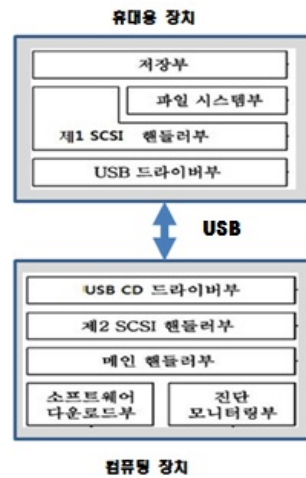 휴대용 장치
저장부
파일 시스템부
제1 SCSI 핸들러부
USB 드라이버부
USB
USB CD 드라이버부
제2 SCSI 핸들러부
메인 핸들러부
소프트웨어
다운로드부
진단
모니터링부
컴퓨팅 장치